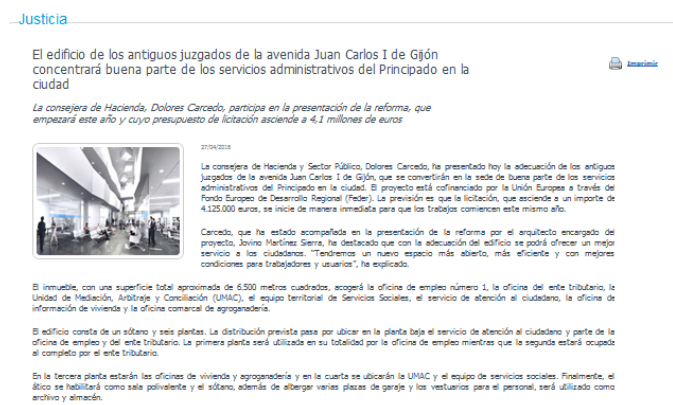 Justicia
El edificio de los antiguos juzgados de la avenida Juan Carlos I de Gijón
concentrará buena parte de los servicios administrativos del Principado en la
ciudad
Imprimir
La consejera de Hacienda, Dolores Carcedo, participa en la presentación de la reforma, que
empezará este año y cuyo presupuesto de licitación asciende a 4,1 millones de euros
27/04/2016
La consejera de Hacienda y Sector Público, Dolores Carcedo, ha presentado hoy la adecuación de los antiguos
juzgados de la avenida Juan Carlos I de Gijón, que se convertirán en la sede de buena parte de los servicios
administrativos del Principado en la ciudad. El proyecto está cofinanciado por la Unión Europea a través del
Fondo Europeo de Desarrollo Regional (Feder). La previsión es que la licitación, que asciende a un importe de
4.125.000 euros, se inicie de manera inmediata para que los trabajos comiencen este mismo año.
Carcedo, que ha estado acompañada en la presentación de la reforma por el arquitecto encargado del
proyecto, Jovino Martínez Sierra, ha destacado que con la adecuación del edificio se podrá ofrecer un mejor
servicio a los ciudadanos. "Tendremos un nuevo espacio más abierto, más eficiente y con mejores
condiciones para trabajadores y usuarios", ha explicado.
El inmueble, con una superficie total aproximada de 6.500 metros cuadrados, acogerá la oficina de empleo número 1, la oficina del ente tributario, la
Unidad de Mediación, Arbitraje y Conciliación (UMAC), el equipo territorial de Servicios Sociales, el servicio de atención al ciudadano, la oficina de
información de vivienda y la oficina comarcal de agroganadería.
El edificio consta de un sótano y seis plantas. La distribución prevista pasa por ubicar en la planta baja el servicio de atención al ciudadano y parte de la
oficina de empleo y del ente tributario. La primera planta será utilizada en su totalidad por la oficina de empleo mientras que la segunda estará ocupada
al completo por el ente tributario.
En la tercera planta estarán las oficinas de vivienda y agroganadería y en la cuarta se ubicarán la UMAC y el equipo de servicios sociales. Finalmente, el
ático se habilitará como sala polivalente y el sótano, además de albergar varias plazas de garaje y los vestuarios para el personal, será utilizado como
archivo y almacén.